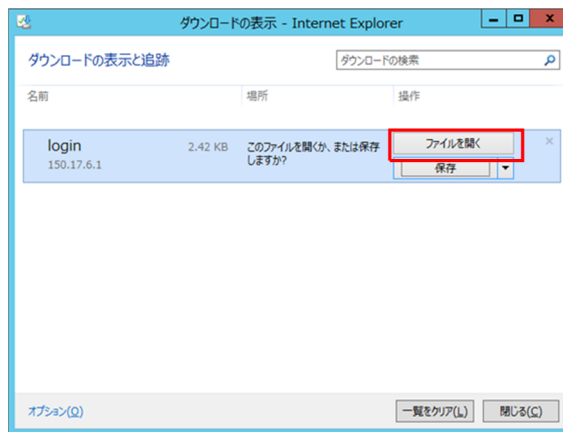 ダウンロードの表示 - Internet Explorer
ダウンロードの表示と追跡
ダウンロードの検索
名前 場所 操作
login 2.42 KB このファイルを開くか、または保存 ファイルを開く
150.17.6.1 しますか? 保存
オプション(O) 一覧をクリア(L) 閉じる(C)